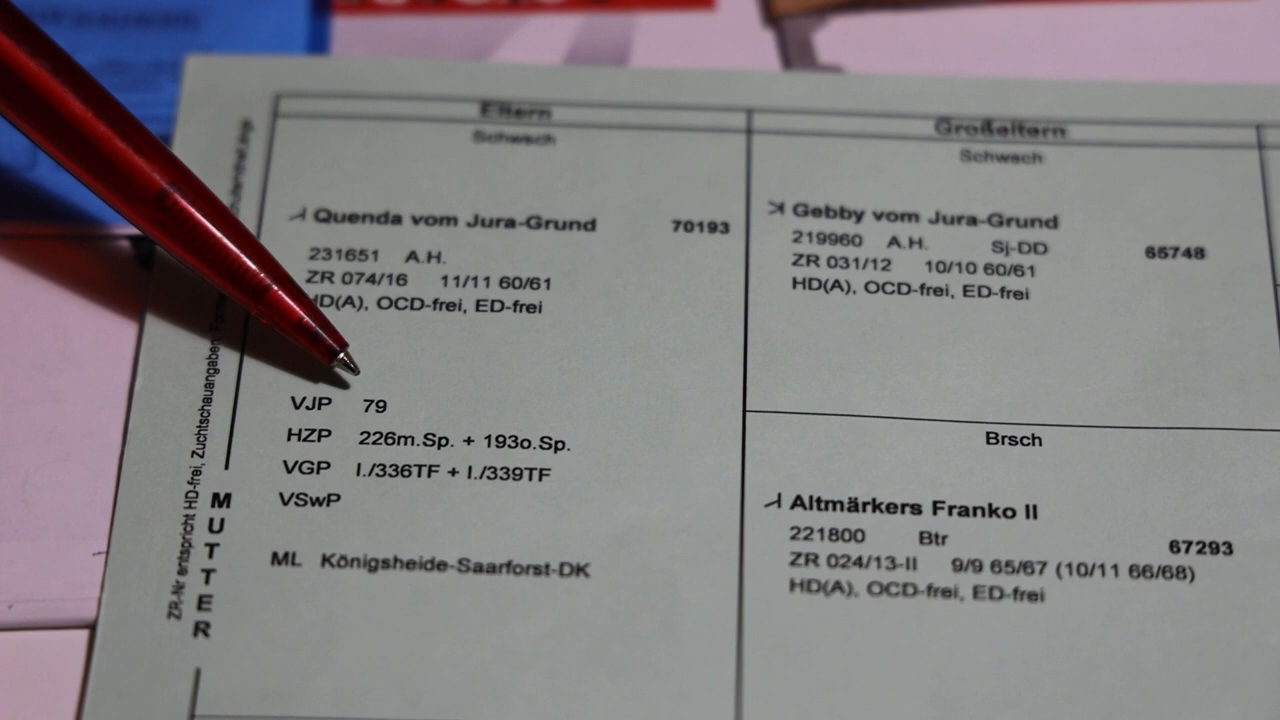 Eltern
Schwsch
Quenda vom Jura-Grund 70193
231651 A.H.
ZR 074/16 11/11 60/61
HD(A), OCD-frei, ED-frei
VJP 79
HZP 226m.Sp. + 193o.Sp.
VGP I./336TF + I./339TF
VSwP
ML Königsheide-Saarforst-DK
Großeltern
Schwsch
Gebby vom Jura-Grund
219960 A.H. Sj-DD 65748
ZR 031/12 10/10 60/61
HD(A), OCD-frei, ED-frei
Brsch
Altmärkers Franko II
221800 Btr 67293
ZR 024/13-II 9/9 65/67 (10/11 66/68)
HD(A), OCD-frei, ED-frei
MUTTER
ZR-Nr entspricht HD-frei, Zuchtschauangaben: